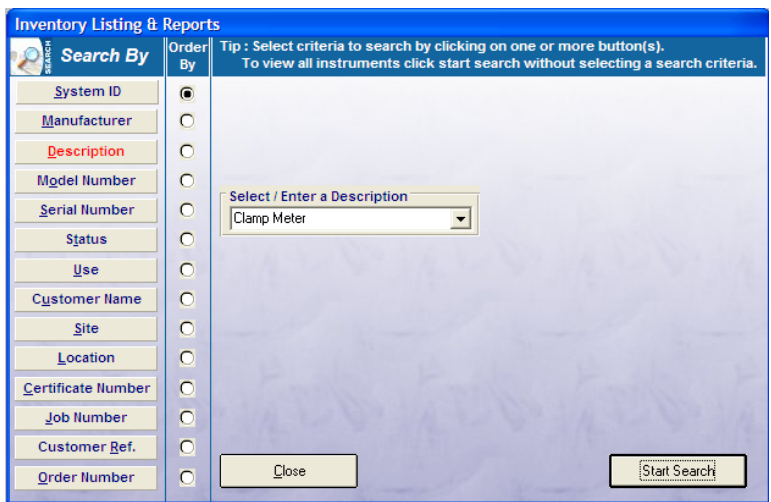 Inventory Listing & Reports
SEARCH
Search By
Order
By
Tip : Select criteria to search by clicking on one or more button(s).
To view all instruments click start search without selecting a search criteria.
System ID
Manufacturer
Description
Model Number
Serial Number
Status
Use
Customer Name
Site
Location
Certificate Number
Job Number
Customer Ref.
Order Number
Select / Enter a Description
Clamp Meter
Close
Start Search